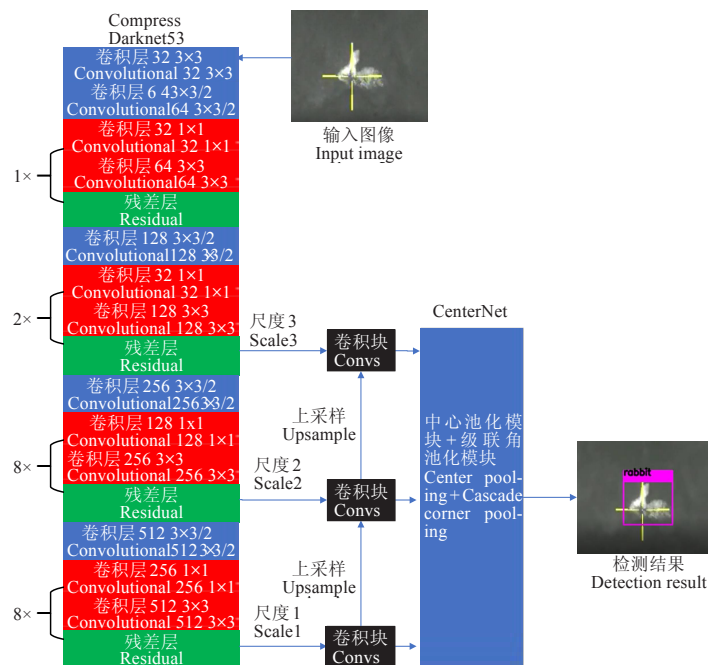 Compress
Darknet53
卷积层 32 3×3
Convolutional 32 3×3
卷积层 6 43×3/2
Convolutional64 3×3/2
卷积层 32 1×1
Convolutional 32 1×1
卷积层 64 3×3
Convolutional64 3×3
残差层
Residual
1×
卷积层 128 3×3/2
Convolutional128 3×3/2
卷积层 32 1×1
Convolutional 32 1×1
卷积层 128 3×3
Convolutional 128 3×3
残差层
Residual
2×
卷积层 256 3×3/2
Convolutional256 3×3/2
卷积层 128 1x1
Convolutional 128 1×1
卷积层 256 3×3
Convolutional 256 3×3
残差层
Residual
8×
卷积层 512 3×3/2
Convolutional512 3×3/2
卷积层 256 1×1
Convolutional 256 1×1
卷积层 512 3×3
Convolutional 512 3×3
残差层
Residual
8×
输入图像
Input image
尺度 3
Scale3
卷积块
Convs
上采样
Upsample
尺度 2
Scale2
卷积块
Convs
上采样
Upsample
尺度 1
Scale1
卷积块
Convs
CenterNet
中心池化模
块+级联角
池化模块
Center pool-
ing+Cascade
corner pool-
ing
rabbit
检测结果
Detection result